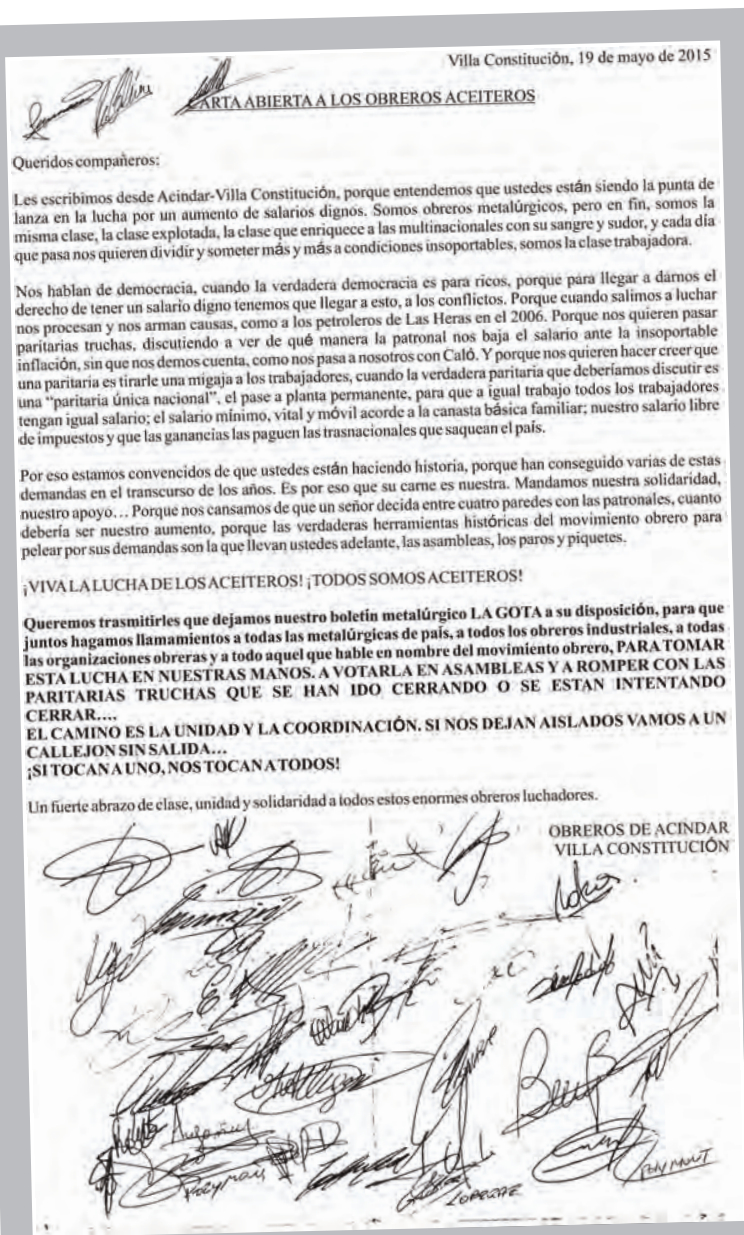 Villa Constitución, 19 de mayo de 2015
CARTA ABIERTA A LOS OBREROS ACEITEROS
Queridos compañeros:
Les escribimos desde Acindar-Villa Constitución, porque entendemos que ustedes están siendo la punta de
lanza en la lucha por un aumento de salarios dignos. Somos obreros metalúrgicos, pero en fin, somos la
misma clase, la clase explotada, la clase que enriquece a las multinacionales con su sangre y sudor, y cada día
que pasa nos quieren dividir y someter más y más a condiciones insoportables, somos la clase trabajadora.
Nos hablan de democracia, cuando la verdadera democracia es para ricos, porque para llegar a darnos el
derecho de tener un salario digno tenemos que llegar a esto, a los conflictos. Porque cuando salimos a luchar
nos procesan y nos arman causas, como a los petroleros de Las Heras en el 2006. Porque nos quieren pasar
paritarias truchas, discutiendo a ver de qué manera la patronal nos baja el salario ante la insoportable
inflación, sin que nos demos cuenta, como nos pasa a nosotros con Caló. Y porque nos quieren hacer creer que
una paritaria es tirarle una migaja a los trabajadores, cuando la verdadera paritaria que deberíamos discutir es
una "paritaria única nacional", el pase a planta permanente, para que a igual trabajo todos los trabajadores
tengan igual salario; el salario mínimo, vital y móvil acorde a la canasta básica familiar; nuestro salario libre
de impuestos y que las ganancias las paguen las trasnacionales que saquean el país.
Por eso estamos convencidos de que ustedes están haciendo historia, porque han conseguido varias de estas
demandas en el transcurso de los años. Es por eso que su carne es nuestra. Mandamos nuestra solidaridad,
nuestro apoyo... Porque nos cansamos de que un señor decida entre cuatro paredes con las patronales, cuanto
debería ser nuestro aumento, porque las verdaderas herramientas históricas del movimiento obrero para
pelear por sus demandas son la que llevan ustedes adelante, las asambleas, los paros y piquetes.
¡VIVA LA LUCHA DE LOS ACEITEROS! ¡TODOS SOMOS ACEITEROS!
Queremos trasmitirles que dejamos nuestro boletin metalúrgico LA GOTA a su disposición, para que
juntos hagamos llamamientos a todas las metalúrgicas de país, a todos los obreros industriales, a todas
las organizaciones obreras y a todo aquel que hable en nombre del movimiento obrero, PARA TOMAR
ESTA LUCHA EN NUESTRAS MANOS. A VOTARLA EN ASAMBLEAS Y A ROMPER CON LAS
PARITARIAS TRUCHAS QUE SE HAN IDO CERRANDO O SE ESTAN INTENTANDO
CERRAR....
EL CAMINO ES LA UNIDAD Y LA COORDINACIÓN. SI NOS DEJAN AISLADOS VAMOS A UN
CALLEJON SIN SALIDA...
¡SI TOCAN A UNO, NOS TOCAN A TODOS!
Un fuerte abrazo de clase, unidad y solidaridad a todos estos enormes obreros luchadores.
OBREROS DE ACINDAR
VILLA CONSTITUCIÓN